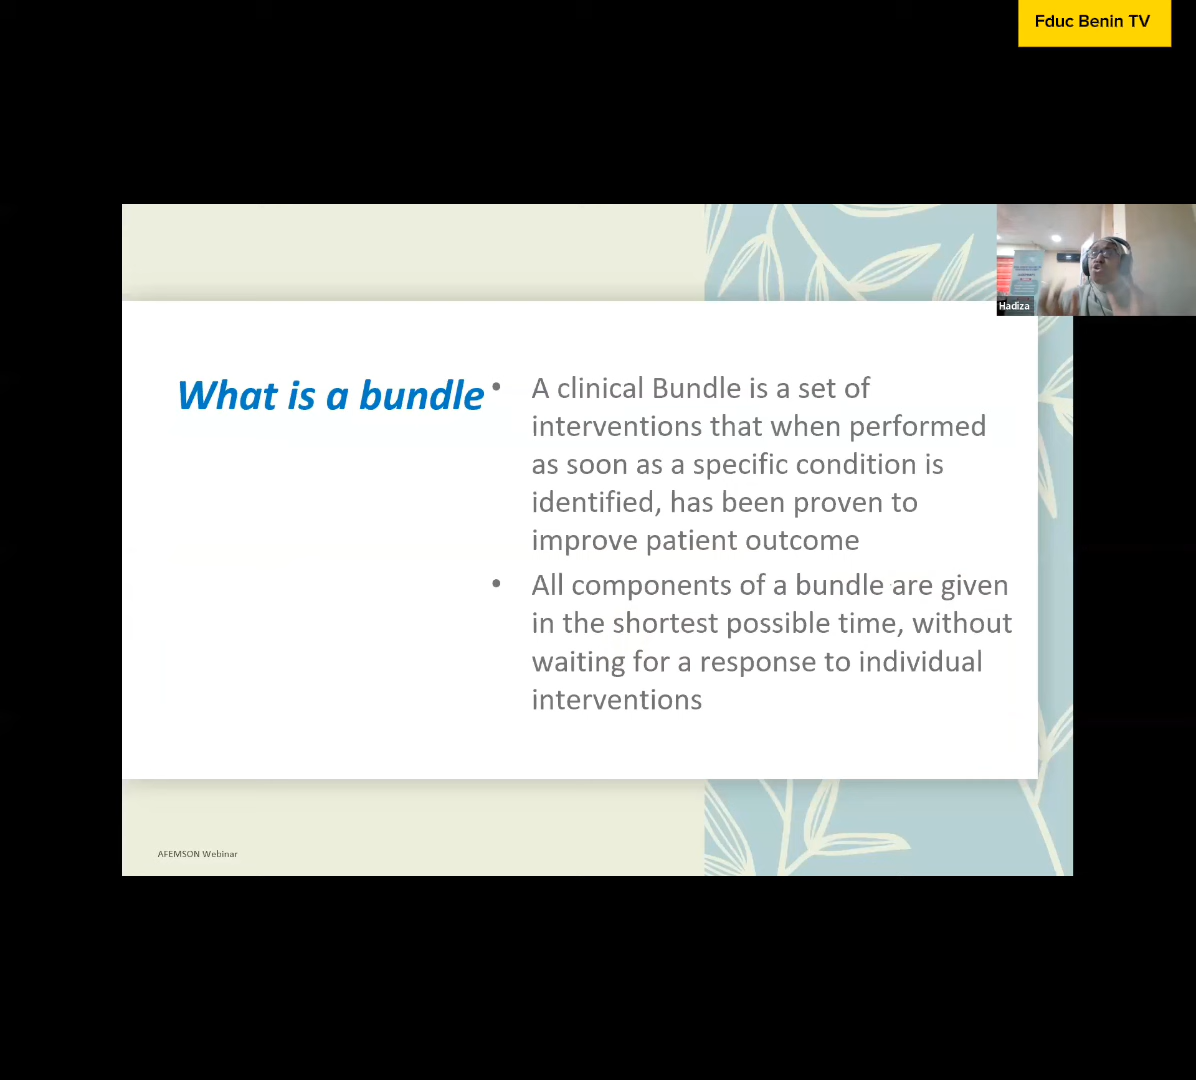 Fduc Benin TV
Hadiza
What is a bundle
• A clinical Bundle is a set of
interventions that when performed
as soon as a specific condition is
identified, has been proven to
improve patient outcome
• All components of a bundle are given
in the shortest possible time, without
waiting for a response to individual
interventions
AFEMSON Webinar